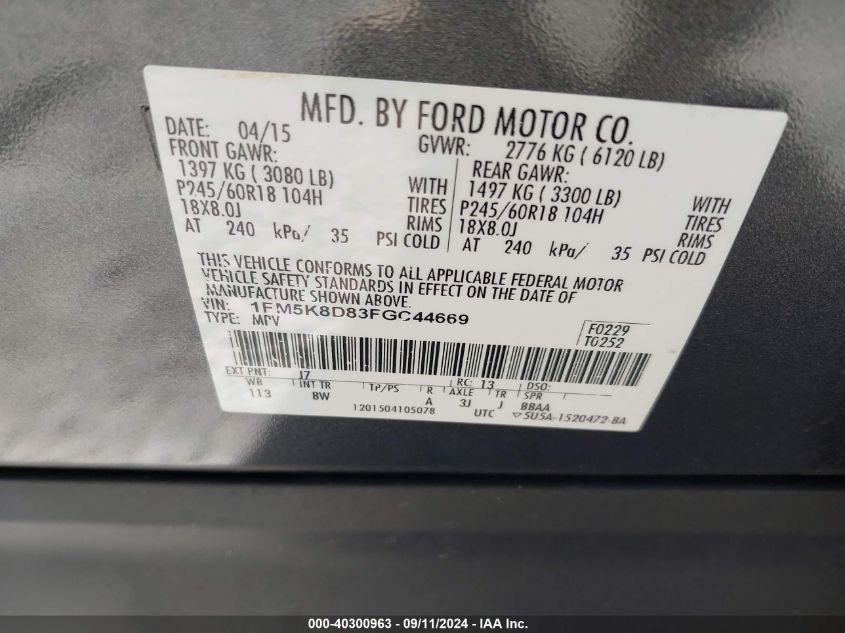 MFD. BY FORD MOTOR CO.
DATE: 04/15 GVWR: 2776 KG ( 6120 LB)
FRONT GAWR: REAR GAWR:
1397 KG ( 3080 LB) WITH 1497 KG ( 3300 LB) WITH
P245/60R18 104H TIRES P245/60R18 104H TIRES
18X8.0J RIMS 18X8.0J RIMS
AT 240 kPa/ 35 PSI COLD AT 240 kPa/ 35 PSI COLD
THIS VEHICLE CONFORMS TO ALL APPLICABLE FEDERAL MOTOR
VEHICLE SAFETY STANDARDS IN EFFECT ON THE DATE OF
MANUFACTURE SHOWN ABOVE.
VIN: 1FM5K8D83FGC44669 F0229
TYPE: MPV T0252
EXT PNT: J7 RC: 13 DSO:
WB INT TR TP/PS R AXLE TR SPR
113 8W A 3J J BBAA
1201504105078 UTC ▽5U5A-1520472-BA
000-40300963 - 09/11/2024 - IAA Inc.